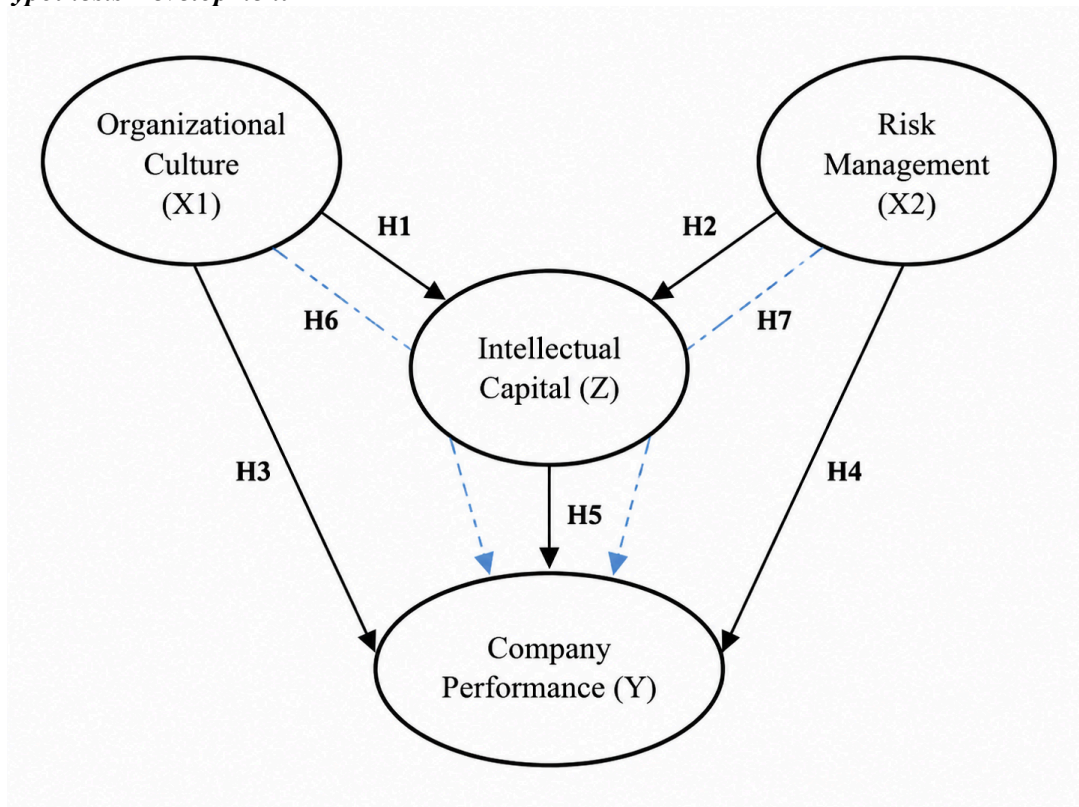 Organizational
Culture
(X1)
Risk
Management
(X2)
H1
H2
H6
H7
Intellectual
Capital (Z)
H3
H4
H5
Company
Performance (Y)